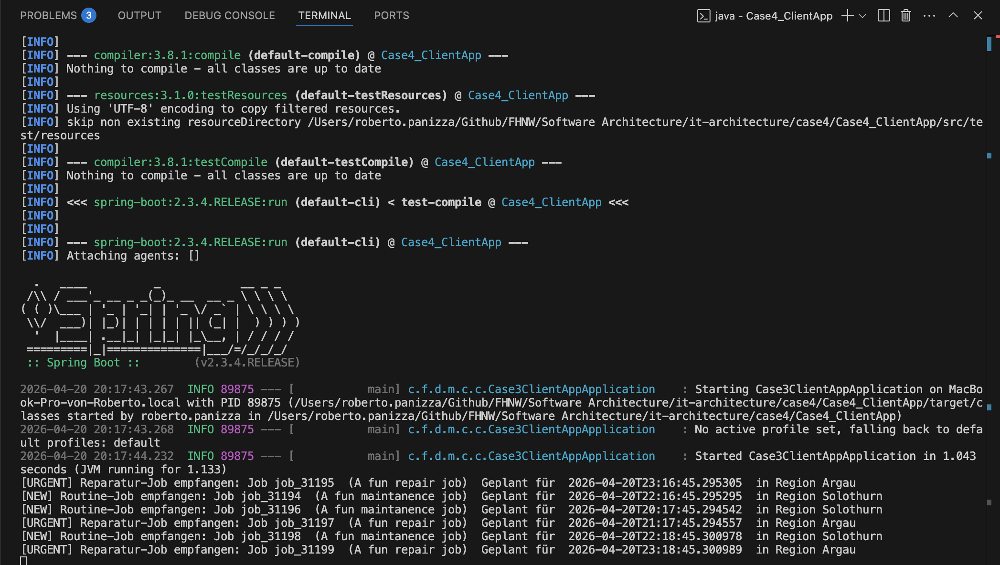 PROBLEMS 3 OUTPUT DEBUG CONSOLE TERMINAL PORTS java - Case4_ClientApp
[INFO]
[INFO] --- compiler:3.8.1:compile (default-compile) @ Case4_ClientApp ---
[INFO] Nothing to compile - all classes are up to date
[INFO]
[INFO] --- resources:3.1.0:testResources (default-testResources) @ Case4_ClientApp ---
[INFO] Using 'UTF-8' encoding to copy filtered resources.
[INFO] skip non existing resourceDirectory /Users/roberto.panizza/Github/FHNW/Software Architecture/it-architecture/case4/Case4_ClientApp/src/te
st/resources
[INFO]
[INFO] --- compiler:3.8.1:testCompile (default-testCompile) @ Case4_ClientApp ---
[INFO] Nothing to compile - all classes are up to date
[INFO]
[INFO] <<< spring-boot:2.3.4.RELEASE:run (default-cli) < test-compile @ Case4_ClientApp <<<
[INFO]
[INFO]
[INFO] --- spring-boot:2.3.4.RELEASE:run (default-cli) @ Case4_ClientApp ---
[INFO] Attaching agents: []
  .   ____          _            __ _ _
 /\\ / ___'_ __ _ _(_)_ __  __ _ \ \ \ \
( ( )\___ | '_ | '_| | '_ \/ _` | \ \ \ \
 \\/  ___)| |_)| | | | | || (_| |  ) ) ) )
  '  |____| .__|_| |_|_| |_\__, | / / / /
 =========|_|==============|___/=/_/_/_/
 :: Spring Boot ::        (v2.3.4.RELEASE)
2026-04-20 20:17:43.267  INFO 89875 --- [           main] c.f.d.m.c.c.Case3ClientAppApplication    : Starting Case3ClientAppApplication on MacBo
ok-Pro-von-Roberto.local with PID 89875 (/Users/roberto.panizza/Github/FHNW/Software Architecture/it-architecture/case4/Case4_ClientApp/target/c
lasses started by roberto.panizza in /Users/roberto.panizza/Github/FHNW/Software Architecture/it-architecture/case4/Case4_ClientApp)
2026-04-20 20:17:43.268  INFO 89875 --- [           main] c.f.d.m.c.c.Case3ClientAppApplication    : No active profile set, falling back to defa
ult profiles: default
2026-04-20 20:17:44.232  INFO 89875 --- [           main] c.f.d.m.c.c.Case3ClientAppApplication    : Started Case3ClientAppApplication in 1.043
seconds (JVM running for 1.133)
[URGENT] Reparatur-Job empfangen: Job job_31195  (A fun repair job)  Geplant für  2026-04-20T23:16:45.295305  in Region Argau
[NEW] Routine-Job empfangen: Job job_31194  (A fun maintanence job)  Geplant für  2026-04-20T22:16:45.295295  in Region Solothurn
[NEW] Routine-Job empfangen: Job job_31196  (A fun maintanence job)  Geplant für  2026-04-20T20:17:45.294542  in Region Solothurn
[URGENT] Reparatur-Job empfangen: Job job_31197  (A fun repair job)  Geplant für  2026-04-20T21:17:45.294557  in Region Argau
[NEW] Routine-Job empfangen: Job job_31198  (A fun maintanence job)  Geplant für  2026-04-20T22:18:45.300978  in Region Solothurn
[URGENT] Reparatur-Job empfangen: Job job_31199  (A fun repair job)  Geplant für  2026-04-20T23:18:45.300989  in Region Argau